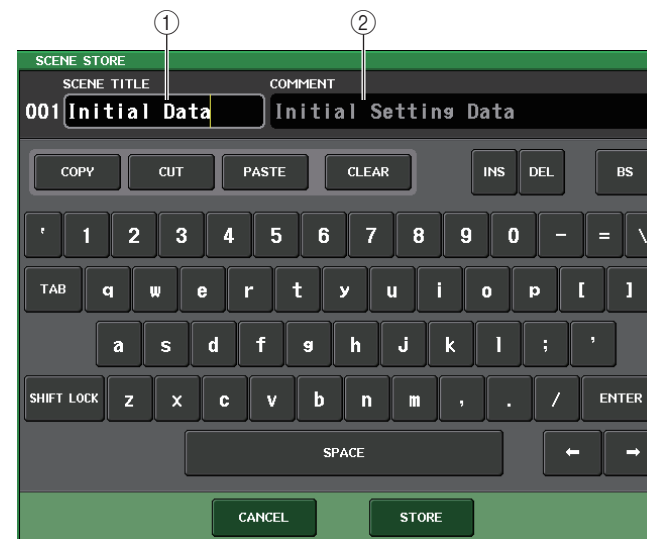 ① ②
SCENE STORE
SCENE TITLE COMMENT
001 Initial Data Initial Setting Data
COPY CUT PASTE CLEAR INS DEL BS
' 1 2 3 4 5 6 7 8 9 0 - = \
TAB q w e r t y u i o p [ ]
a s d f g h j k l ; '
SHIFT LOCK z x c v b n m , . / ENTER
SPACE ← →
CANCEL STORE